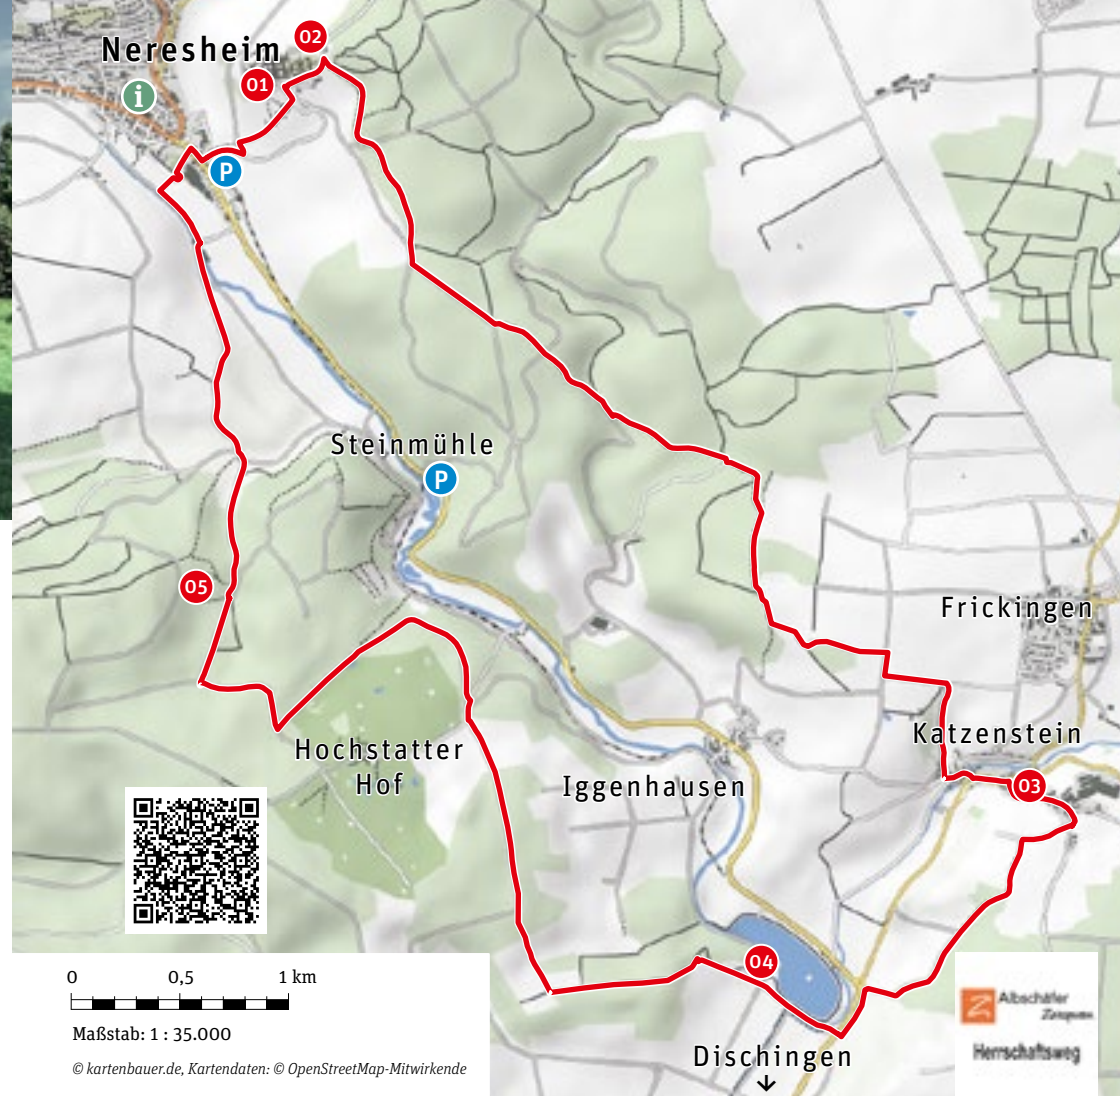 Neresheim
02
01
i
P
Steinmühle
P
05
Frickingen
Katzenstein
Hochstatter
Hof
Iggenhausen
03
04
0 0,5 1 km
Maßstab: 1 : 35.000
© kartenbauer.de, Kartendaten: © OpenStreetMap-Mitwirkende
Dischingen
Albschäfer
Zeitspuren
Herrschaftsweg